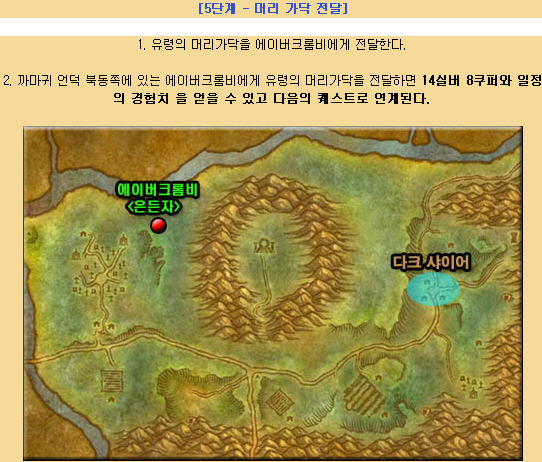 [5단계 - 머리 가닥 전달]
1. 유령의 머리가닥을 에이버크롬비에게 전달한다.
2. 까마귀 언덕 북동쪽에 있는 에이버크롬비에게 유령의 머리가닥을 전달하면 14실버 8쿠퍼와 일정
의 경험치 을 얻을 수 있고 다음의 퀘스트로 연계된다.
에이버크롬비
<은둔자>
다크 샤이어